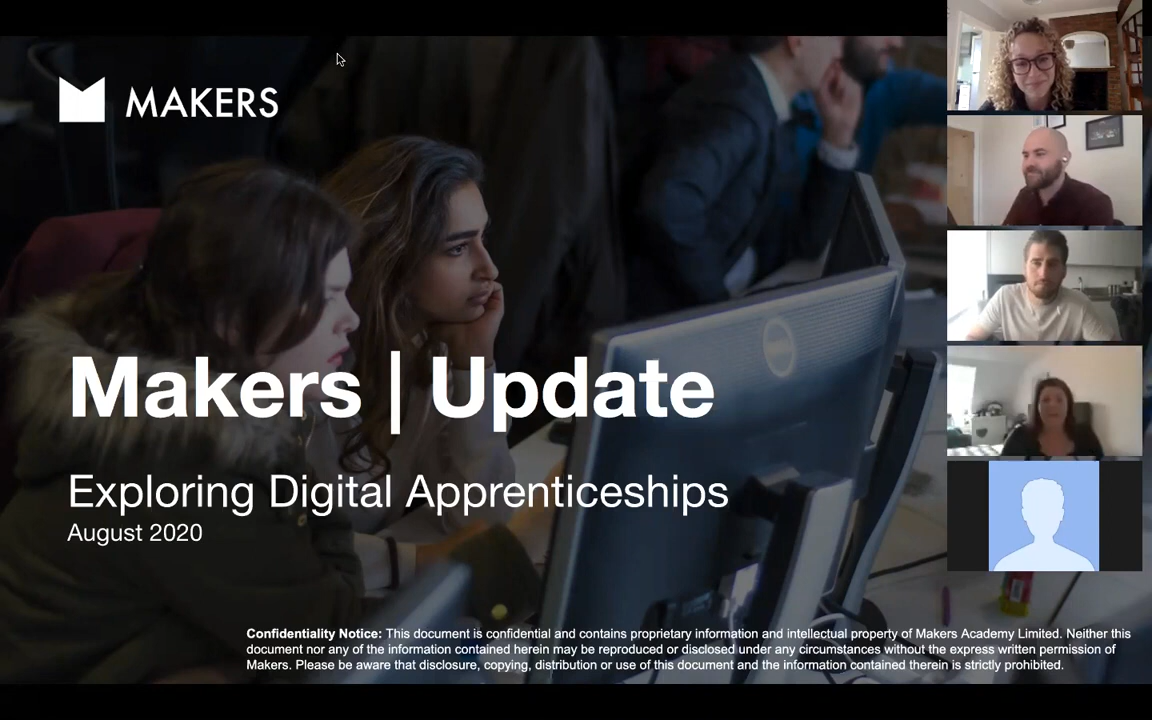 MAKERS
Makers | Update
Exploring Digital Apprenticeships
August 2020
Confidentiality Notice: This document is confidential and contains proprietary information and intellectual property of Makers Academy Limited. Neither this
document nor any of the information contained herein may be reproduced or disclosed under any circumstances without the express written permission of
Makers. Please be aware that disclosure, copying, distribution or use of this document and the information contained therein is strictly prohibited.